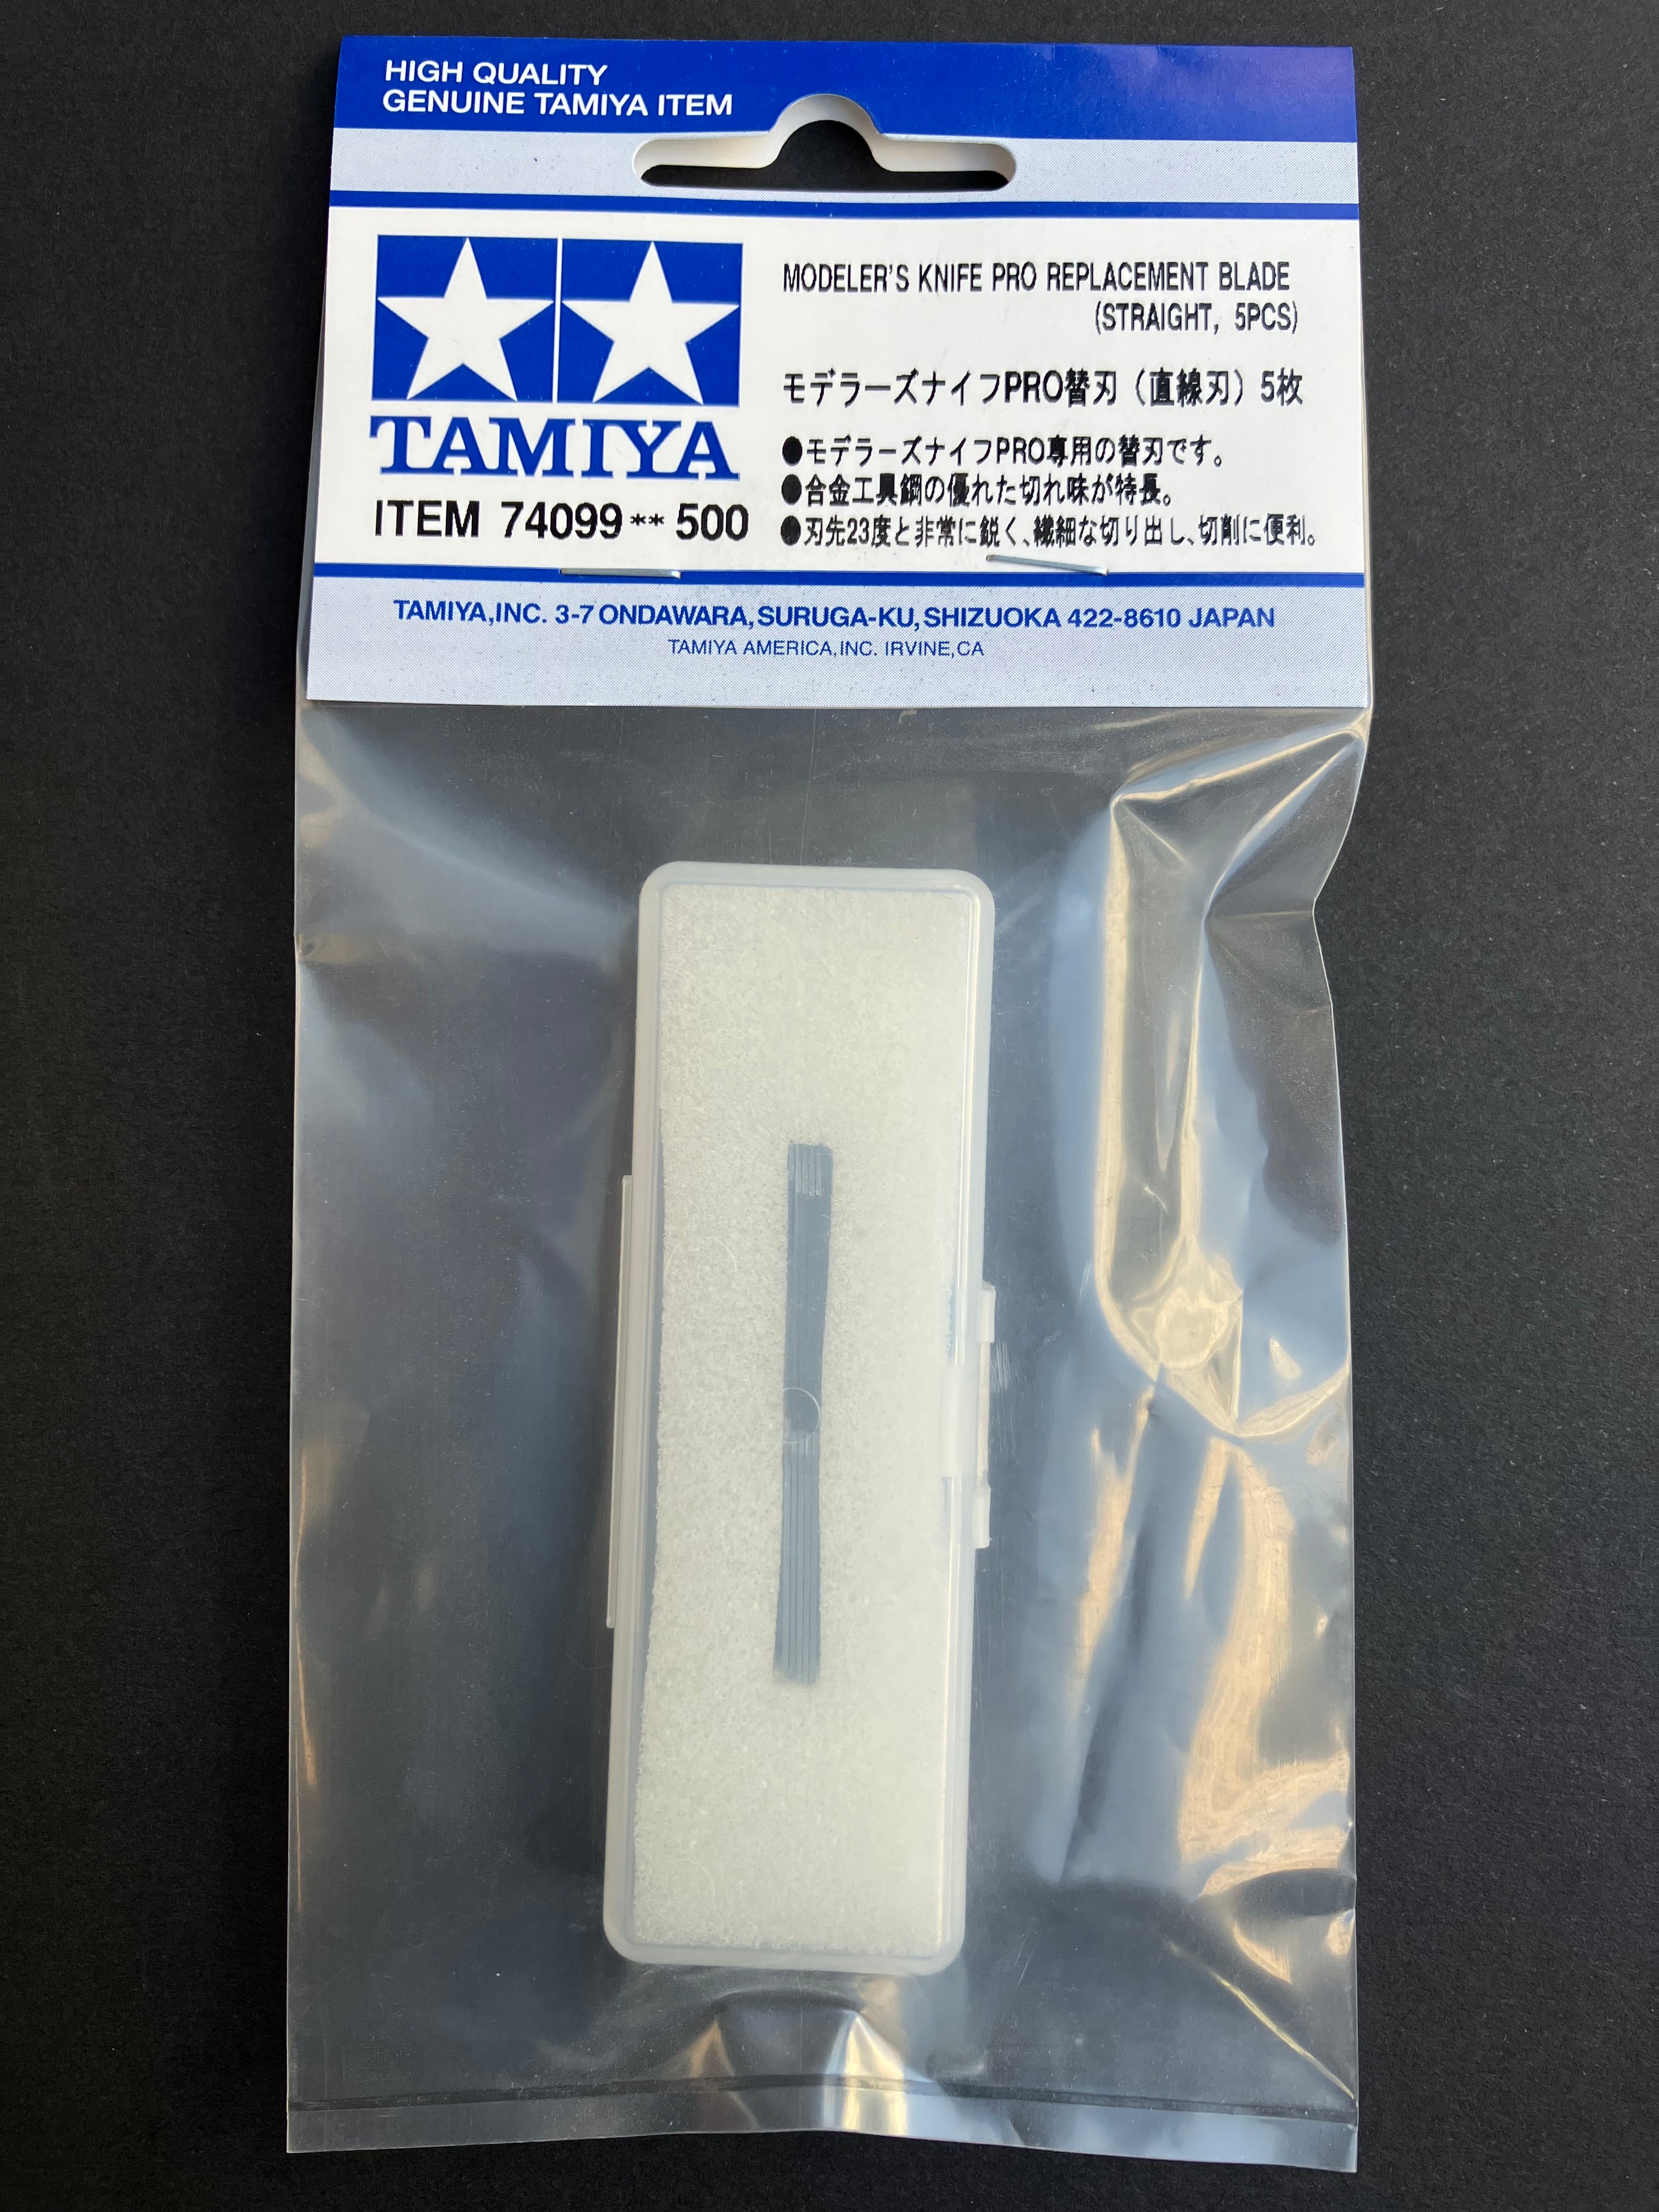 HIGH QUALITY
GENUINE TAMIYA ITEM
TAMIYA
ITEM 74099** 500
MODELER'S KNIFE PRO REPLACEMENT BLADE
(STRAIGHT, 5PCS)
モデラーズナイフPRO替刃（直線刃）5枚
●モデラーズナイフPRO専用の替刃です。
●合金工具鋼の優れた切れ味が特長。
●刃先23度と非常に鋭く、繊細な切り出し、切削に便利。
TAMIYA,INC. 3-7 ONDAWARA, SURUGA-KU, SHIZUOKA 422-8610 JAPAN
TAMIYA AMERICA, INC. IRVINE, CA